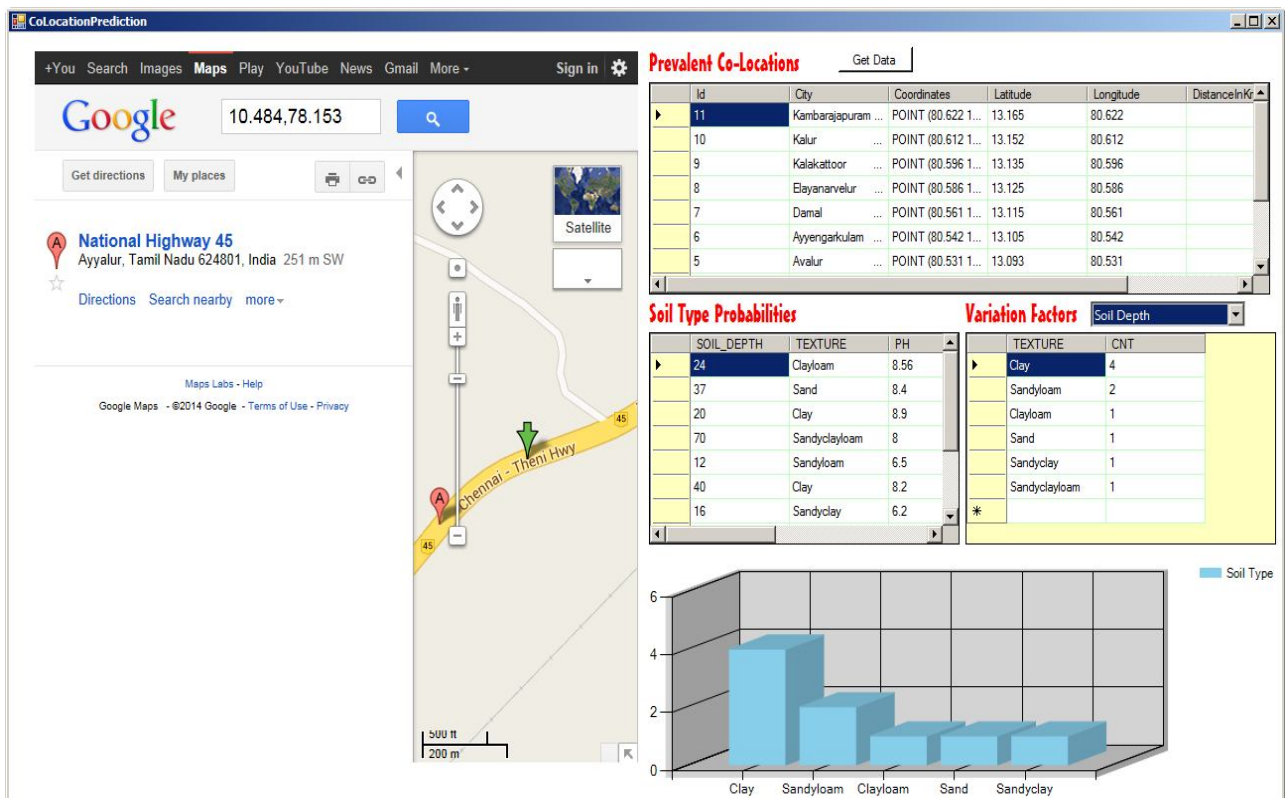 CoLocationPrediction
+You Search Images Maps Play YouTube News Gmail More Sign in
Google 10.484,78.153
Get directions My places
A National Highway 45
Ayyalur, Tamil Nadu 624801, India 251 m SW
Directions Search nearby more
Maps Labs - Help
Google Maps - ©2014 Google - Terms of Use - Privacy
Satellite
45
Chennai - Theni Hwy
A
45
500 ft
200 m
Prevalent Co-Locations Get Data
Id City Coordinates Latitude Longitude DistanceInKr
11 Kambarajapuram ... POINT (80.622 1... 13.165 80.622
10 Kalur ... POINT (80.612 1... 13.152 80.612
9 Kalakattoor ... POINT (80.596 1... 13.135 80.596
8 Elayanarvelur ... POINT (80.586 1... 13.125 80.586
7 Damal ... POINT (80.561 1... 13.115 80.561
6 Ayyengarkulam ... POINT (80.542 1... 13.105 80.542
5 Avalur ... POINT (80.531 1... 13.093 80.531
Soil Type Probabilities
SOIL_DEPTH TEXTURE PH
24 Clayloam 8.56
37 Sand 8.4
20 Clay 8.9
70 Sandyclayloam 8
12 Sandyloam 6.5
40 Clay 8.2
16 Sandyclay 6.2
Variation Factors Soil Depth
TEXTURE CNT
Clay 4
Sandyloam 2
Clayloam 1
Sand 1
Sandyclay 1
Sandyclayloam 1
Soil Type
6
4
2
0
Clay Sandyloam Clayloam Sand Sandyclay